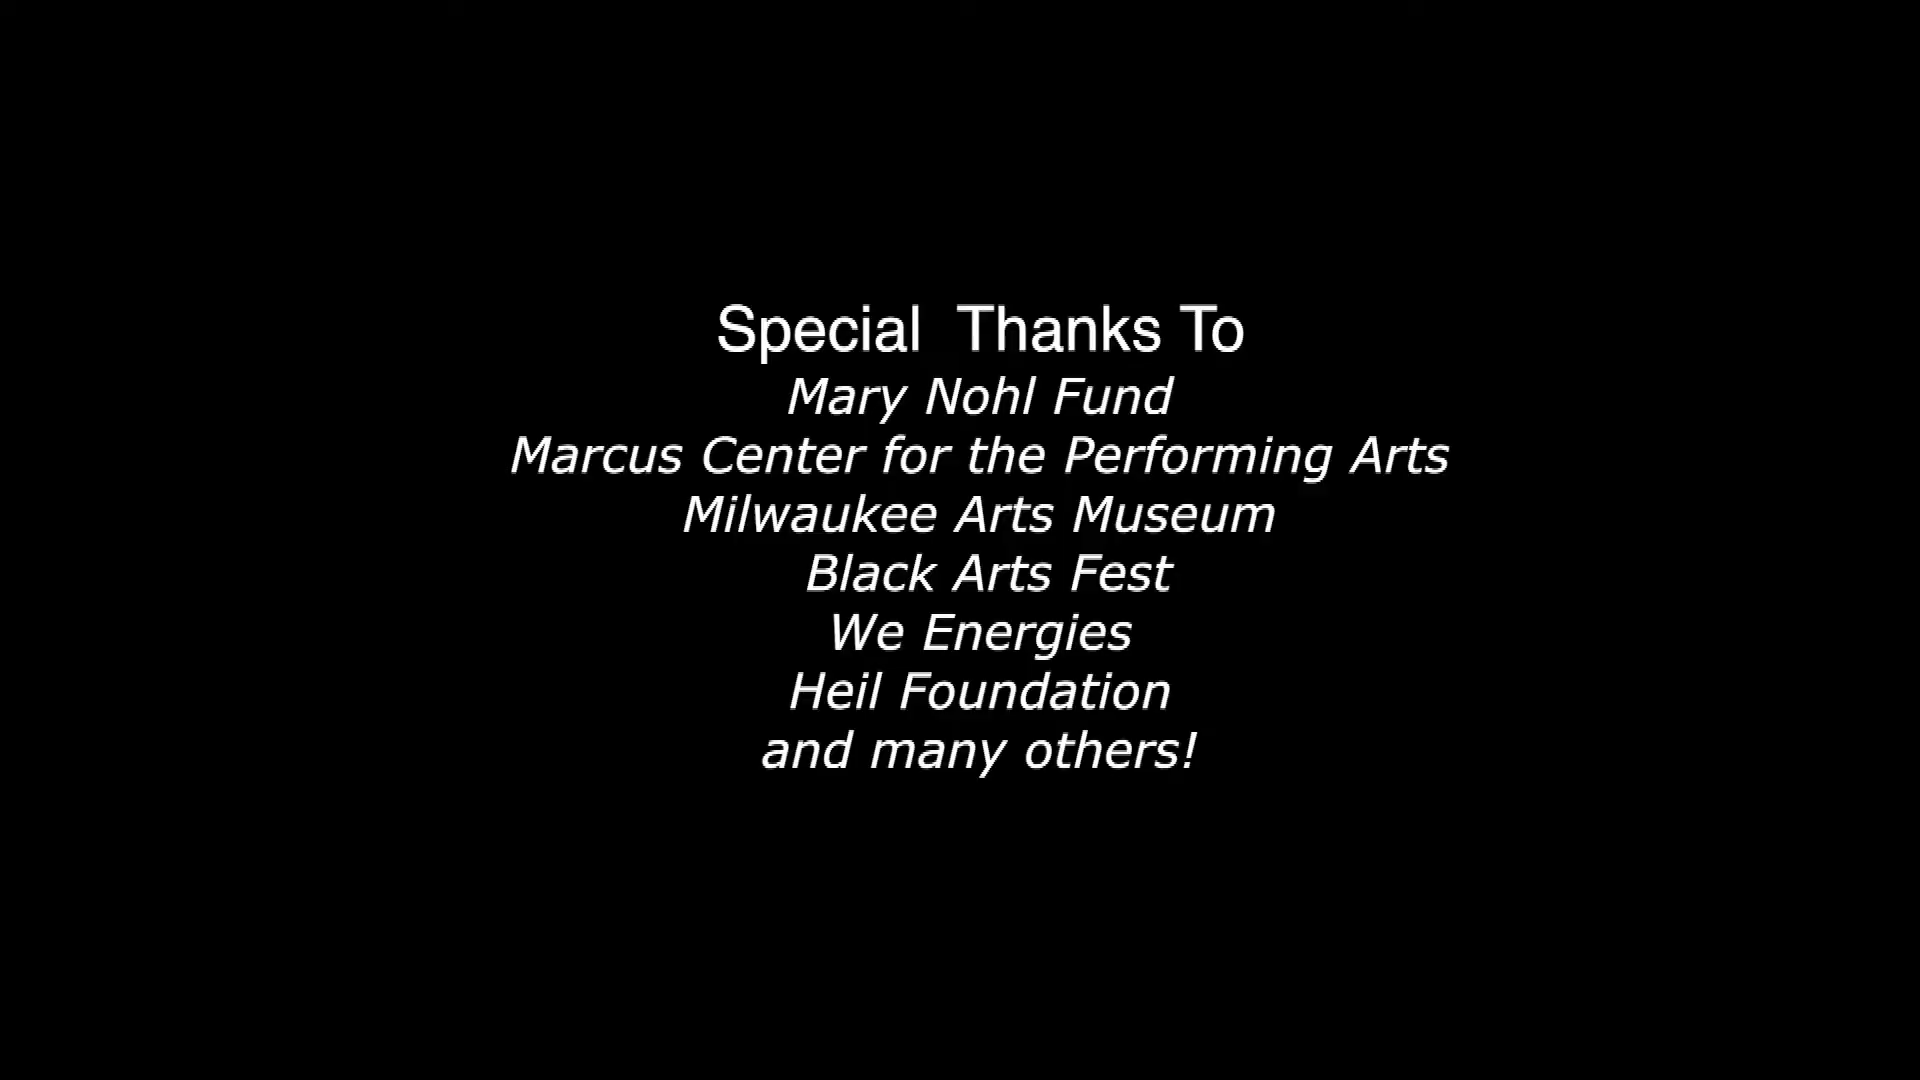 Special  Thanks To
Mary Nohl Fund
Marcus Center for the Performing Arts
Milwaukee Arts Museum
Black Arts Fest
We Energies
Heil Foundation
and many others!